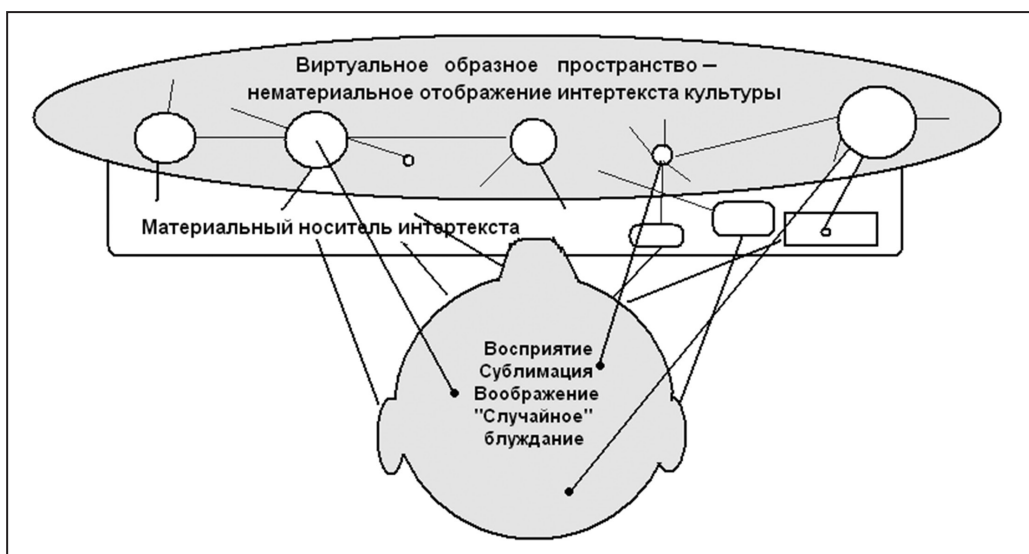 Виртуальное образное пространство –
нематериальное отображение интертекста культуры
Материальный носитель интертекста
Восприятие
Сублимация
Воображение
"Случайное"
блуждание